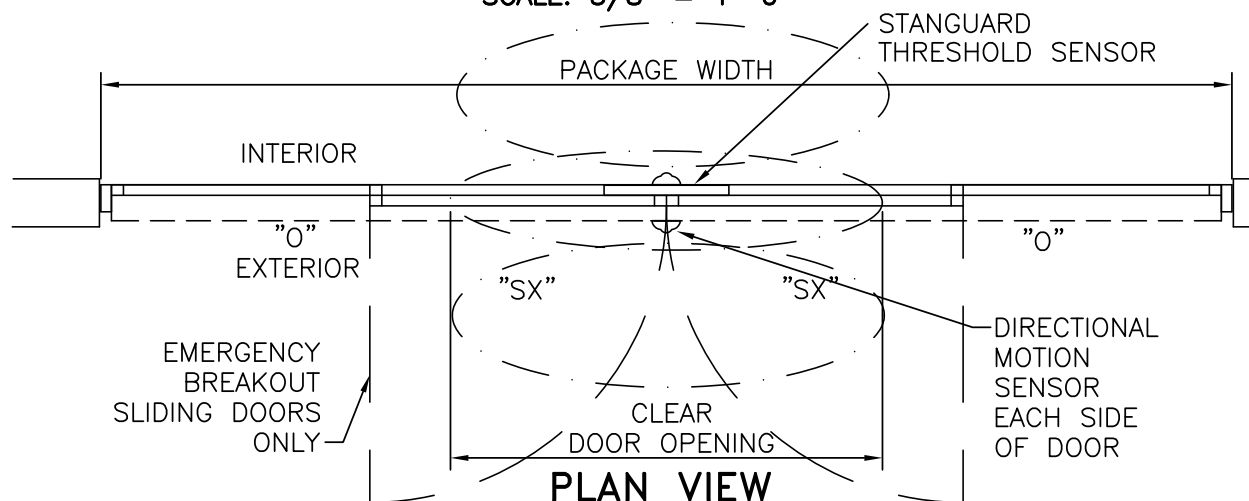 STANGUARD
THRESHOLD SENSOR
PACKAGE WIDTH
INTERIOR
"O"
EXTERIOR
"O"
"SX"
"SX"
EMERGENCY
BREAKOUT
SLIDING DOORS
ONLY
DIRECTIONAL
MOTION
SENSOR
EACH SIDE
OF DOOR
CLEAR
DOOR OPENING
PLAN VIEW